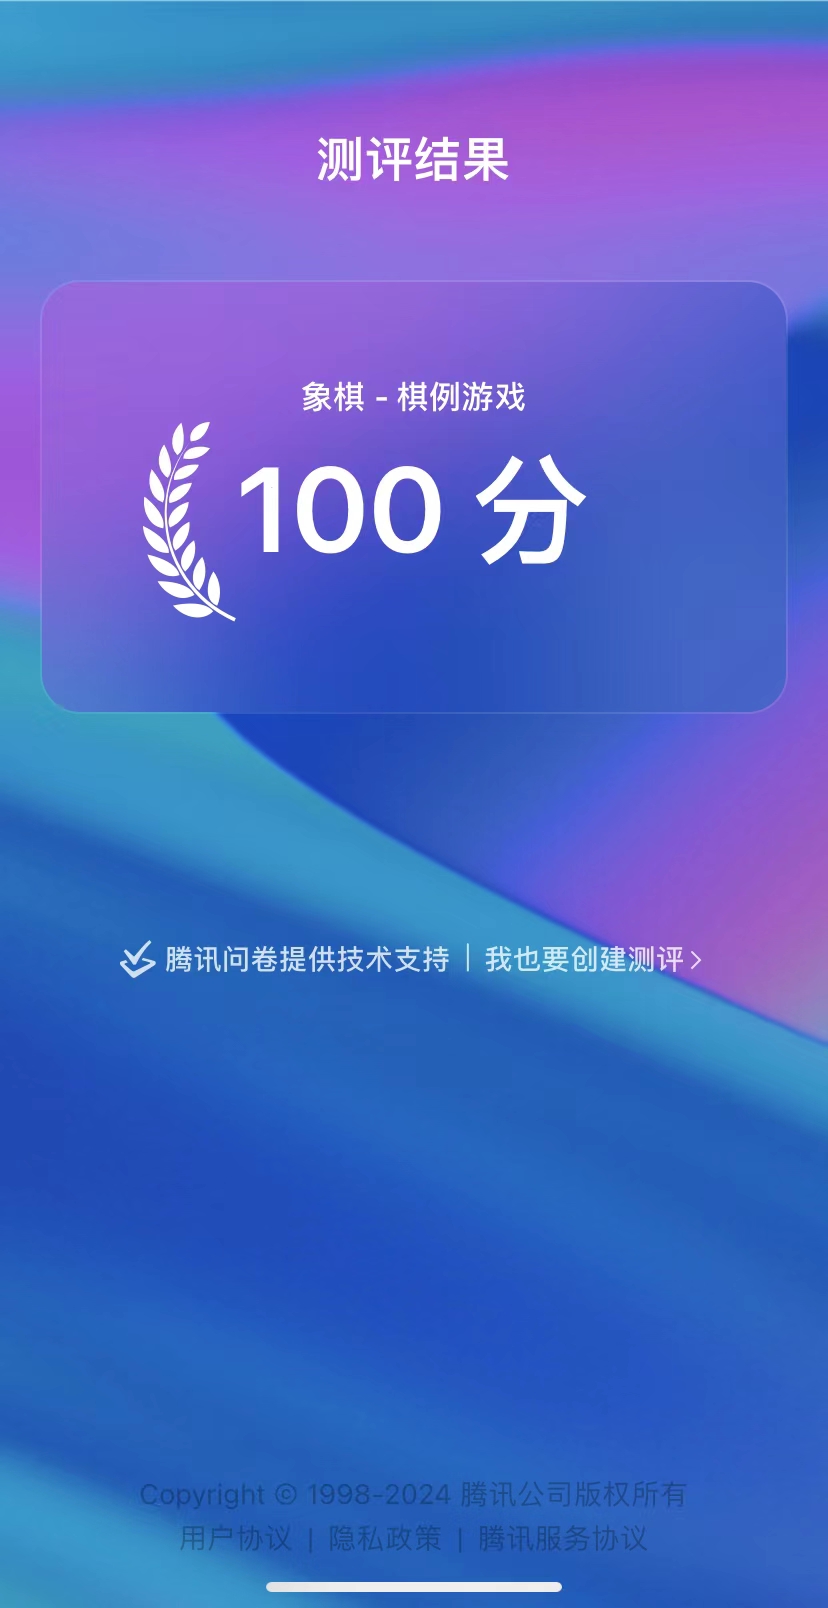 测评结果
象棋 - 棋例游戏
100 分
腾讯问卷提供技术支持 | 我也要创建测评 >
Copyright © 1998-2024 腾讯公司版权所有
用户协议 | 隐私政策 | 腾讯服务协议